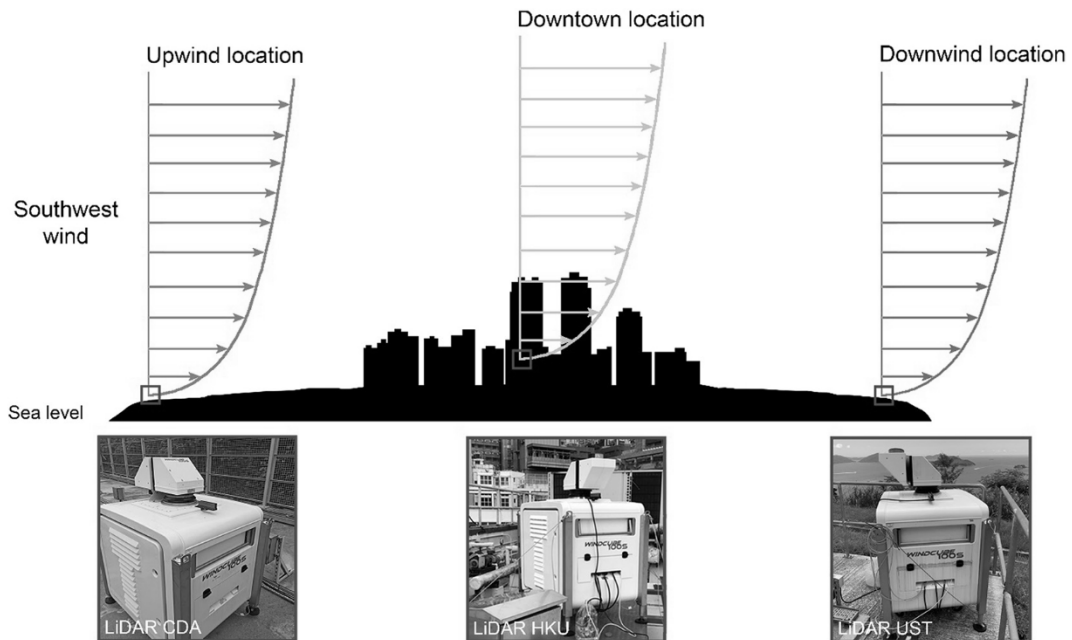 Downtown location
Upwind location
Downwind location
Southwest
wind
Sea level
WINDCUBE
100S
LiDAR CDA
WINDCUBE
100S
LiDAR HKU
WINDCUBE
100S
LiDAR UST